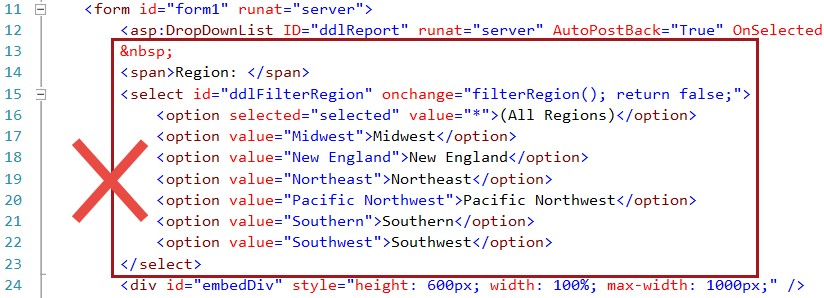 11 <form id="form1" runat="server">
12 <asp:DropDownList ID="ddlReport" runat="server" AutoPostBack="True" OnSelected
13 &nbsp;
14 <span>Region: </span>
15 <select id="ddlFilterRegion" onchange="filterRegion(); return false;">
16 <option selected="selected" value="*">(All Regions)</option>
17 <option value="Midwest">Midwest</option>
18 <option value="New England">New England</option>
19 <option value="Northeast">Northeast</option>
20 <option value="Pacific Northwest">Pacific Northwest</option>
21 <option value="Southern">Southern</option>
22 <option value="Southwest">Southwest</option>
23 </select>
24 <div id="embedDiv" style="height: 600px; width: 100%; max-width: 1000px;" />